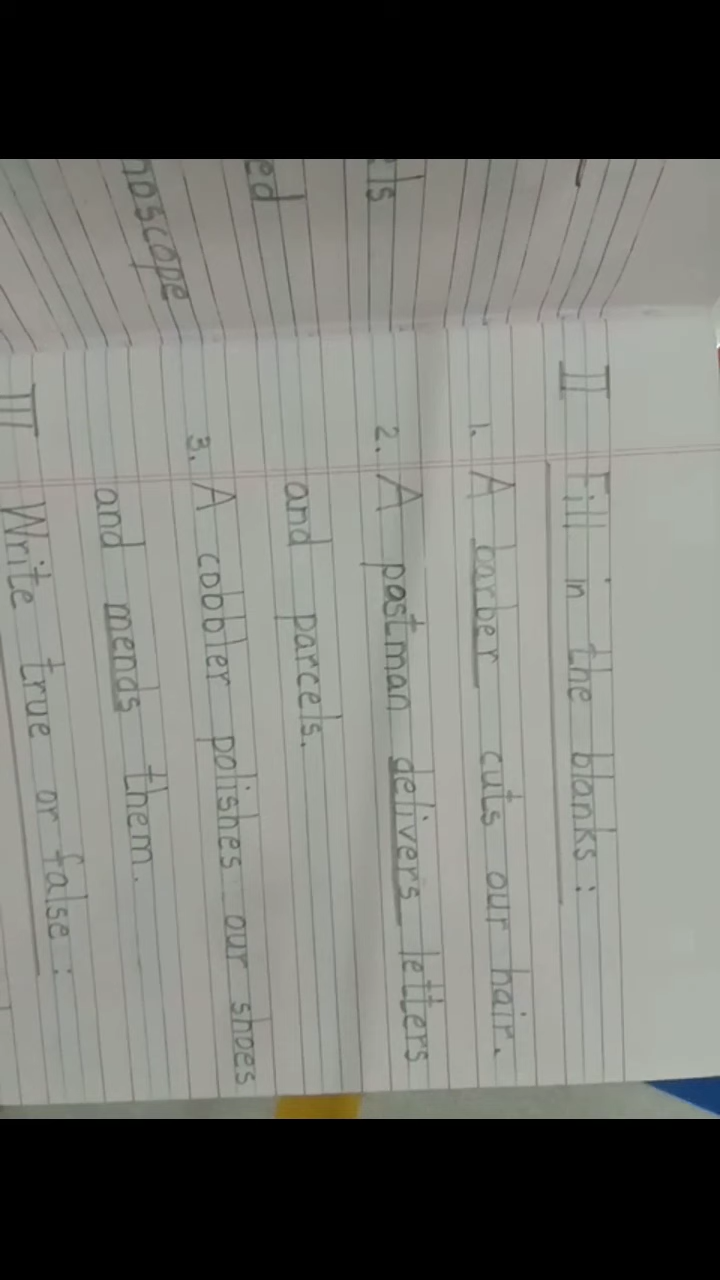 II Fill in the blanks :
1. A barber cuts our hair.
2. A postman delivers letters
and parcels.
3. A cobbler polishes our shoes
and mends them.
III Write true or false :